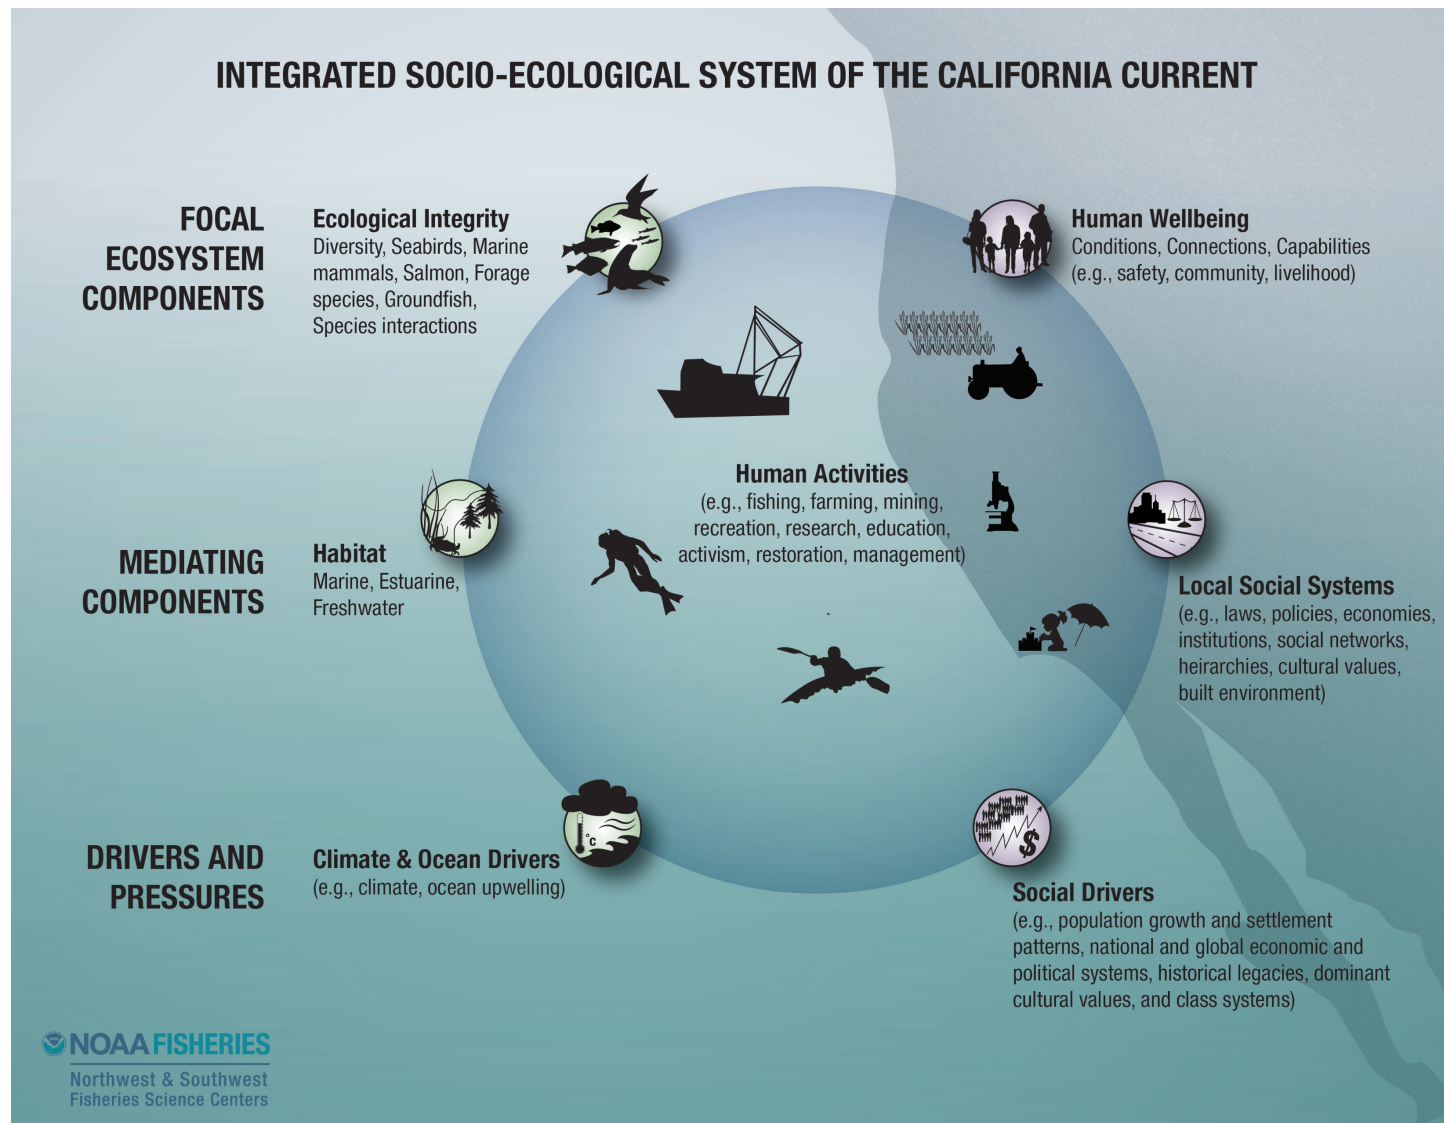 INTEGRATED SOCIO-ECOLOGICAL SYSTEM OF THE CALIFORNIA CURRENT
FOCAL
ECOSYSTEM
COMPONENTS
Ecological Integrity
Diversity, Seabirds, Marine
mammals, Salmon, Forage
species, Groundfish,
Species interactions
Human Wellbeing
Conditions, Connections, Capabilities
(e.g., safety, community, livelihood)
Human Activities
(e.g., fishing, farming, mining,
recreation, research, education,
activism, restoration, management)
MEDIATING
COMPONENTS
Habitat
Marine, Estuarine,
Freshwater
Local Social Systems
(e.g., laws, policies, economies,
institutions, social networks,
heirarchies, cultural values,
built environment)
DRIVERS AND
PRESSURES
Climate & Ocean Drivers
(e.g., climate, ocean upwelling)
°C
$
Social Drivers
(e.g., population growth and settlement
patterns, national and global economic and
political systems, historical legacies, dominant
cultural values, and class systems)
NOAA FISHERIES
Northwest & Southwest
Fisheries Science Centers